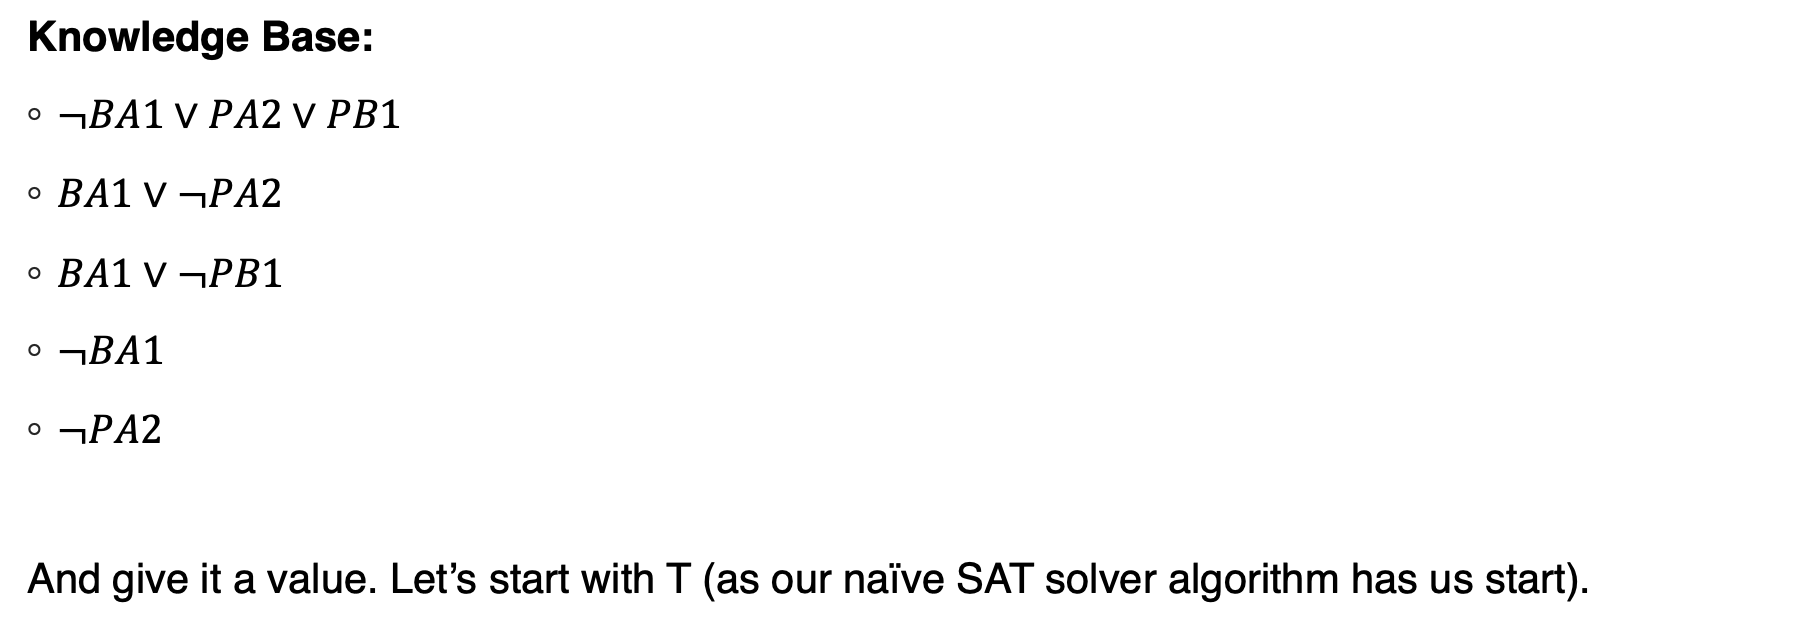 Knowledge Base:
◦ ¬BA1 ∨ PA2 ∨ PB1
◦ BA1 ∨ ¬PA2
◦ BA1 ∨ ¬PB1
◦ ¬BA1
◦ ¬PA2
And give it a value. Let’s start with T (as our naïve SAT solver algorithm has us start).